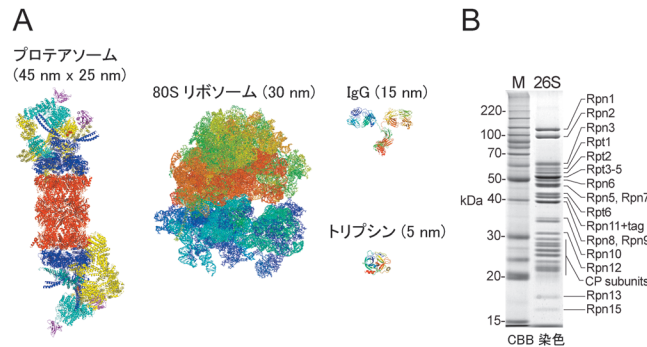 A
プロテアソーム
(45 nm x 25 nm)
80S リボソーム (30 nm)
IgG (15 nm)
トリプシン (5 nm)
B
M 26S
220-
100-
70-
50-
kDa
40-
30-
20-
15-
Rpn1
Rpn2
Rpn3
Rpt1
Rpt2
Rpt3-5
Rpn6
Rpn5, Rpn7
Rpt6
Rpn11+tag
Rpn8, Rpn9
Rpn10
Rpn12
CP subunits
Rpn13
Rpn15
CBB 染色